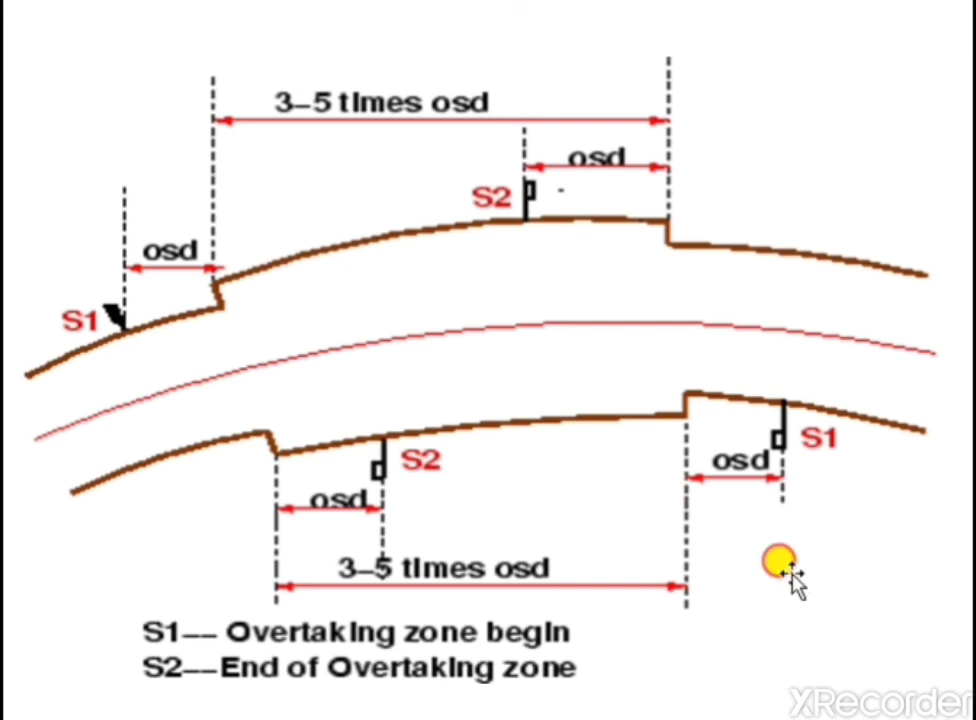 3–5 times osd
osd
S2
osd
S1
S2
S1
osd
osd
3–5 times osd
S1–– Overtaking zone begin
S2––End of Overtaking zone
XRecorder